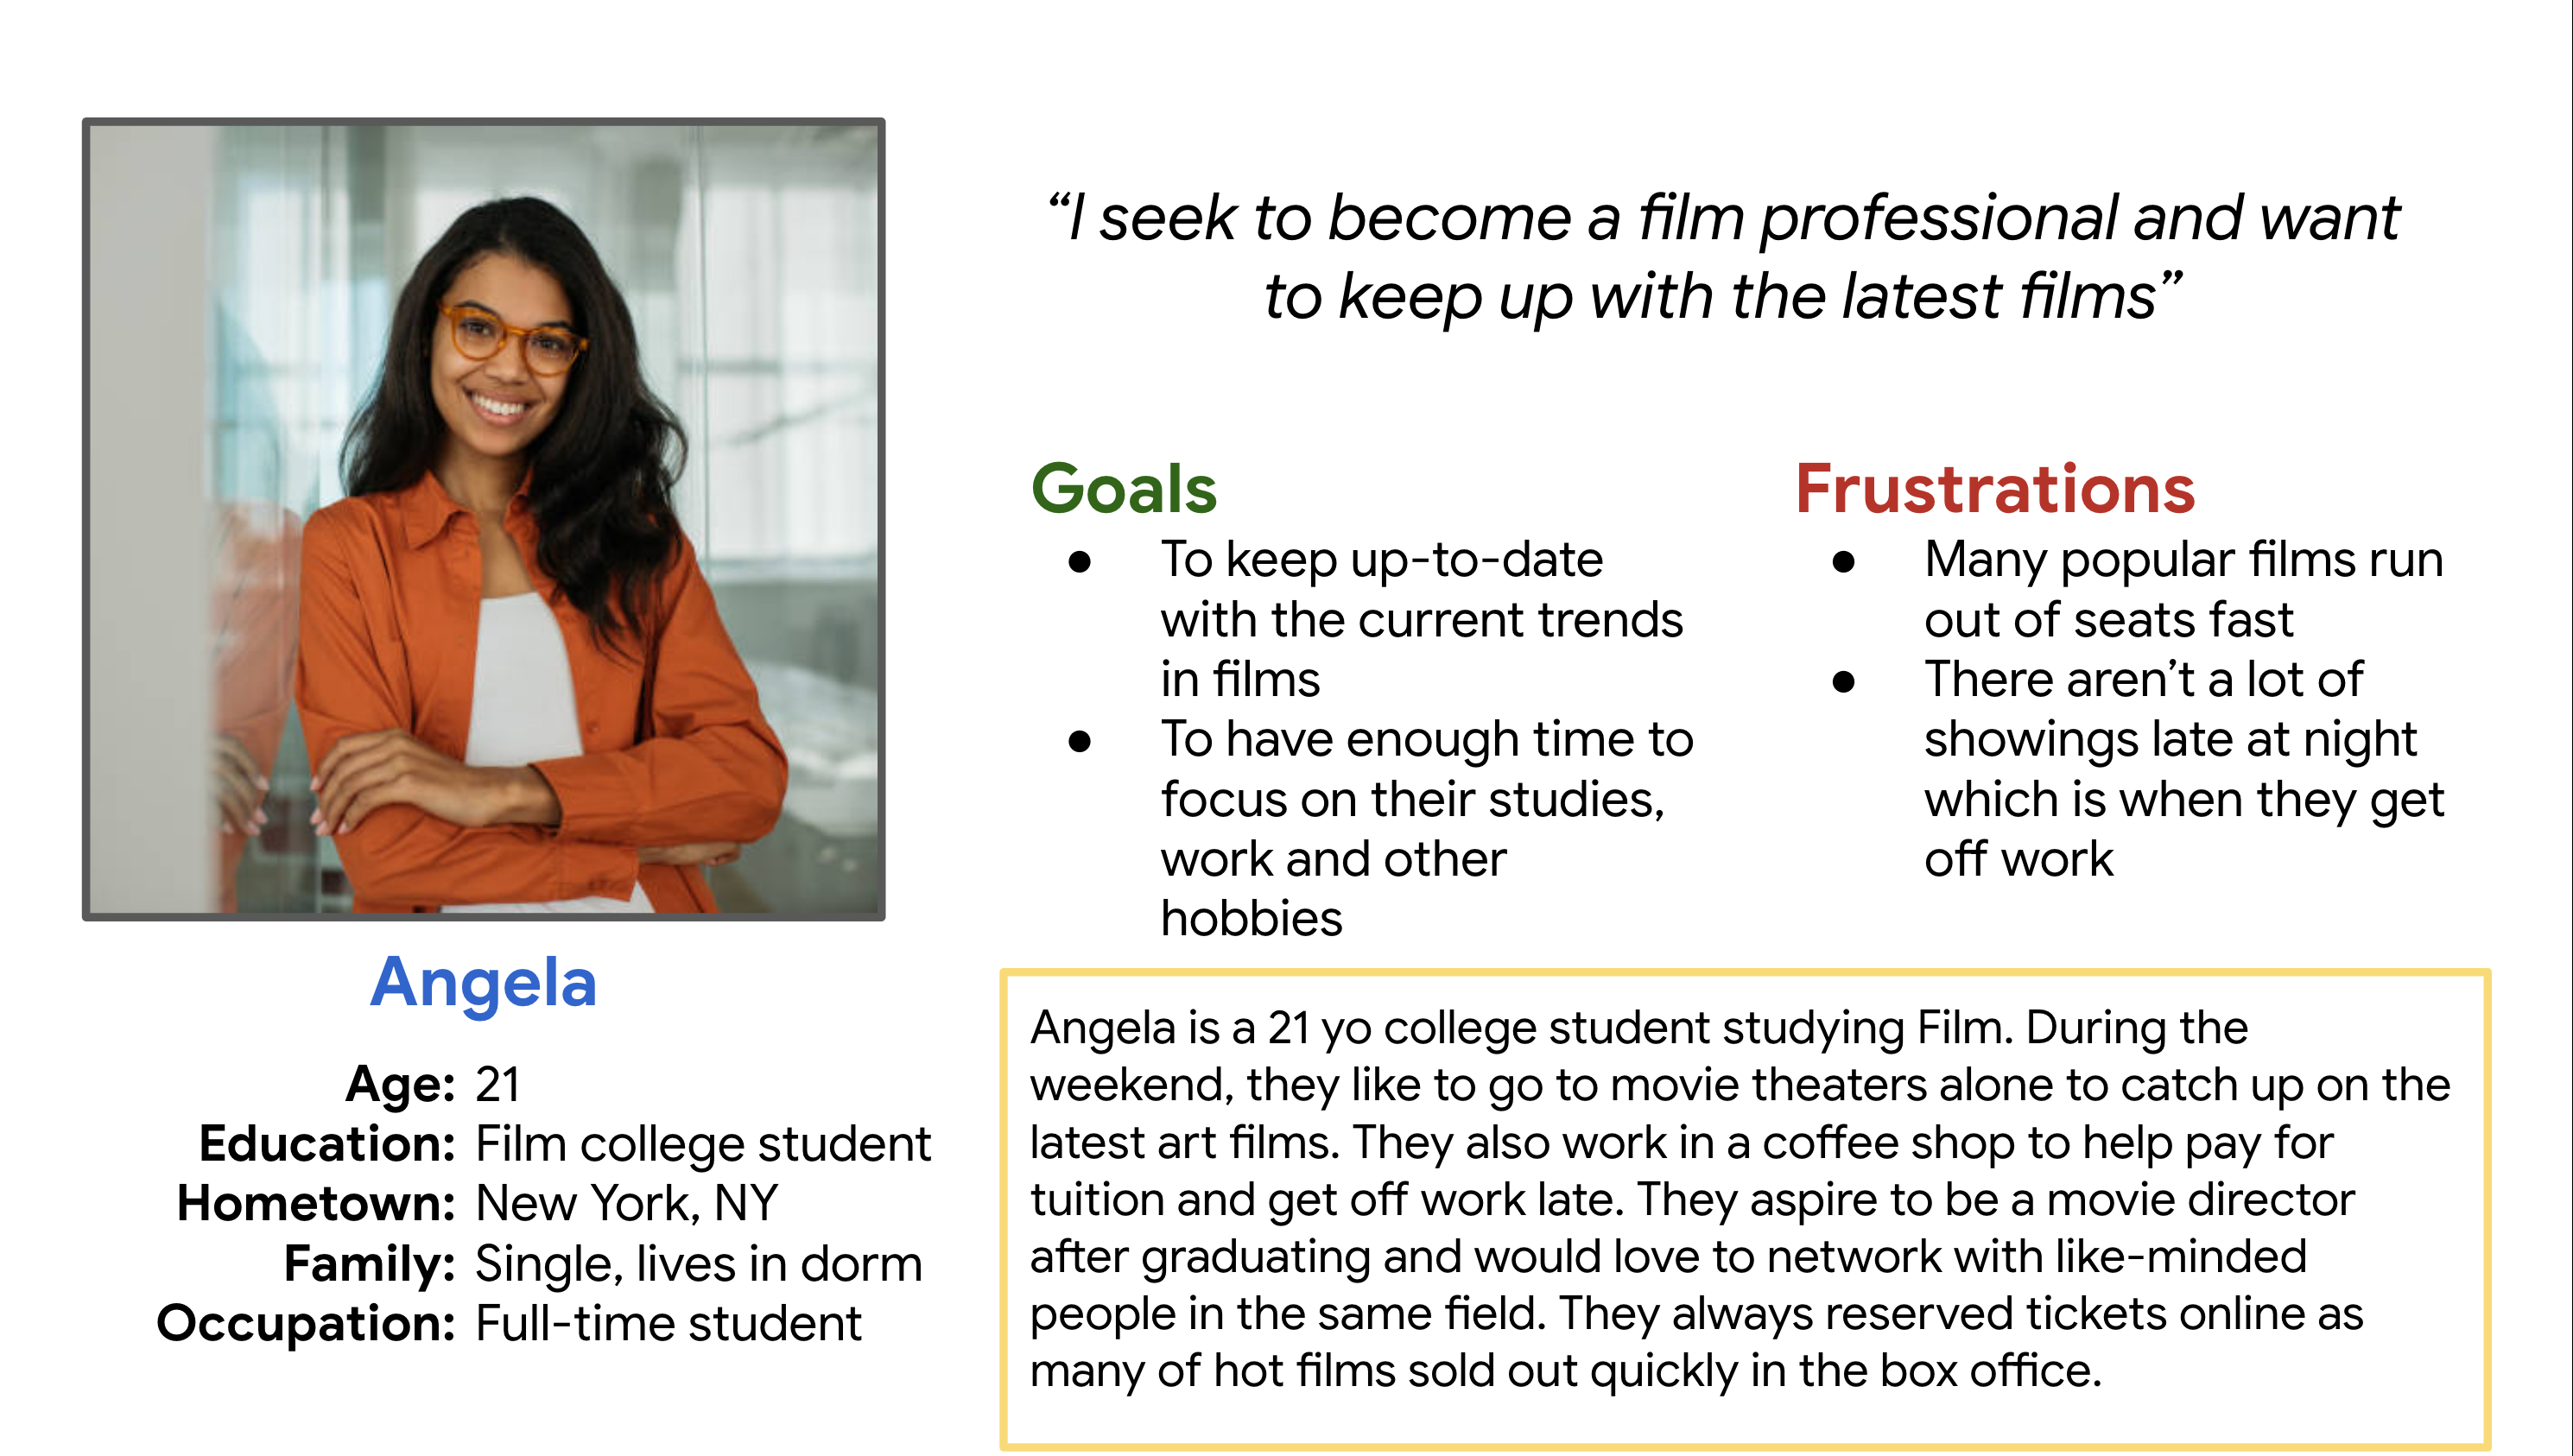 “I seek to become a film professional and want
to keep up with the latest films”
Goals
● To keep up-to-date
with the current trends
in films
● To have enough time to
focus on their studies,
work and other
hobbies
Frustrations
● Many popular films run
out of seats fast
● There aren’t a lot of
showings late at night
which is when they get
off work
Angela
Age: 21
Education: Film college student
Hometown: New York, NY
Family: Single, lives in dorm
Occupation: Full-time student
Angela is a 21 yo college student studying Film. During the
weekend, they like to go to movie theaters alone to catch up on the
latest art films. They also work in a coffee shop to help pay for
tuition and get off work late. They aspire to be a movie director
after graduating and would love to network with like-minded
people in the same field. They always reserved tickets online as
many of hot films sold out quickly in the box office.